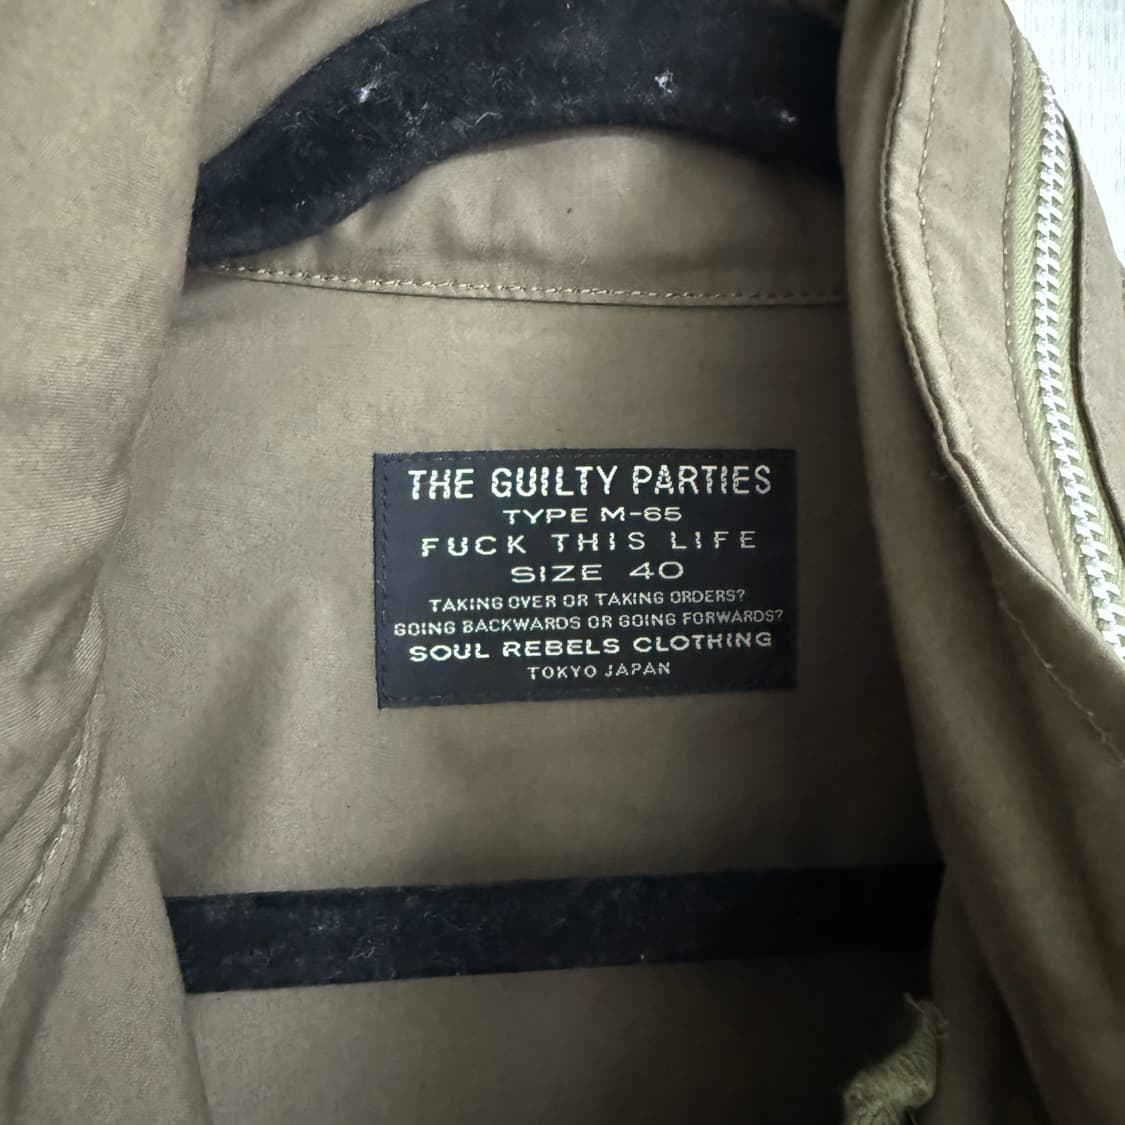 THE GUILTY PARTIES
TYPE M-65
FUCK THIS LIFE
SIZE 40
TAKING OVER OR TAKING ORDERS?
GOING BACKWARDS OR GOING FORWARDS?
SOUL REBELS CLOTHING
TOKYO JAPAN